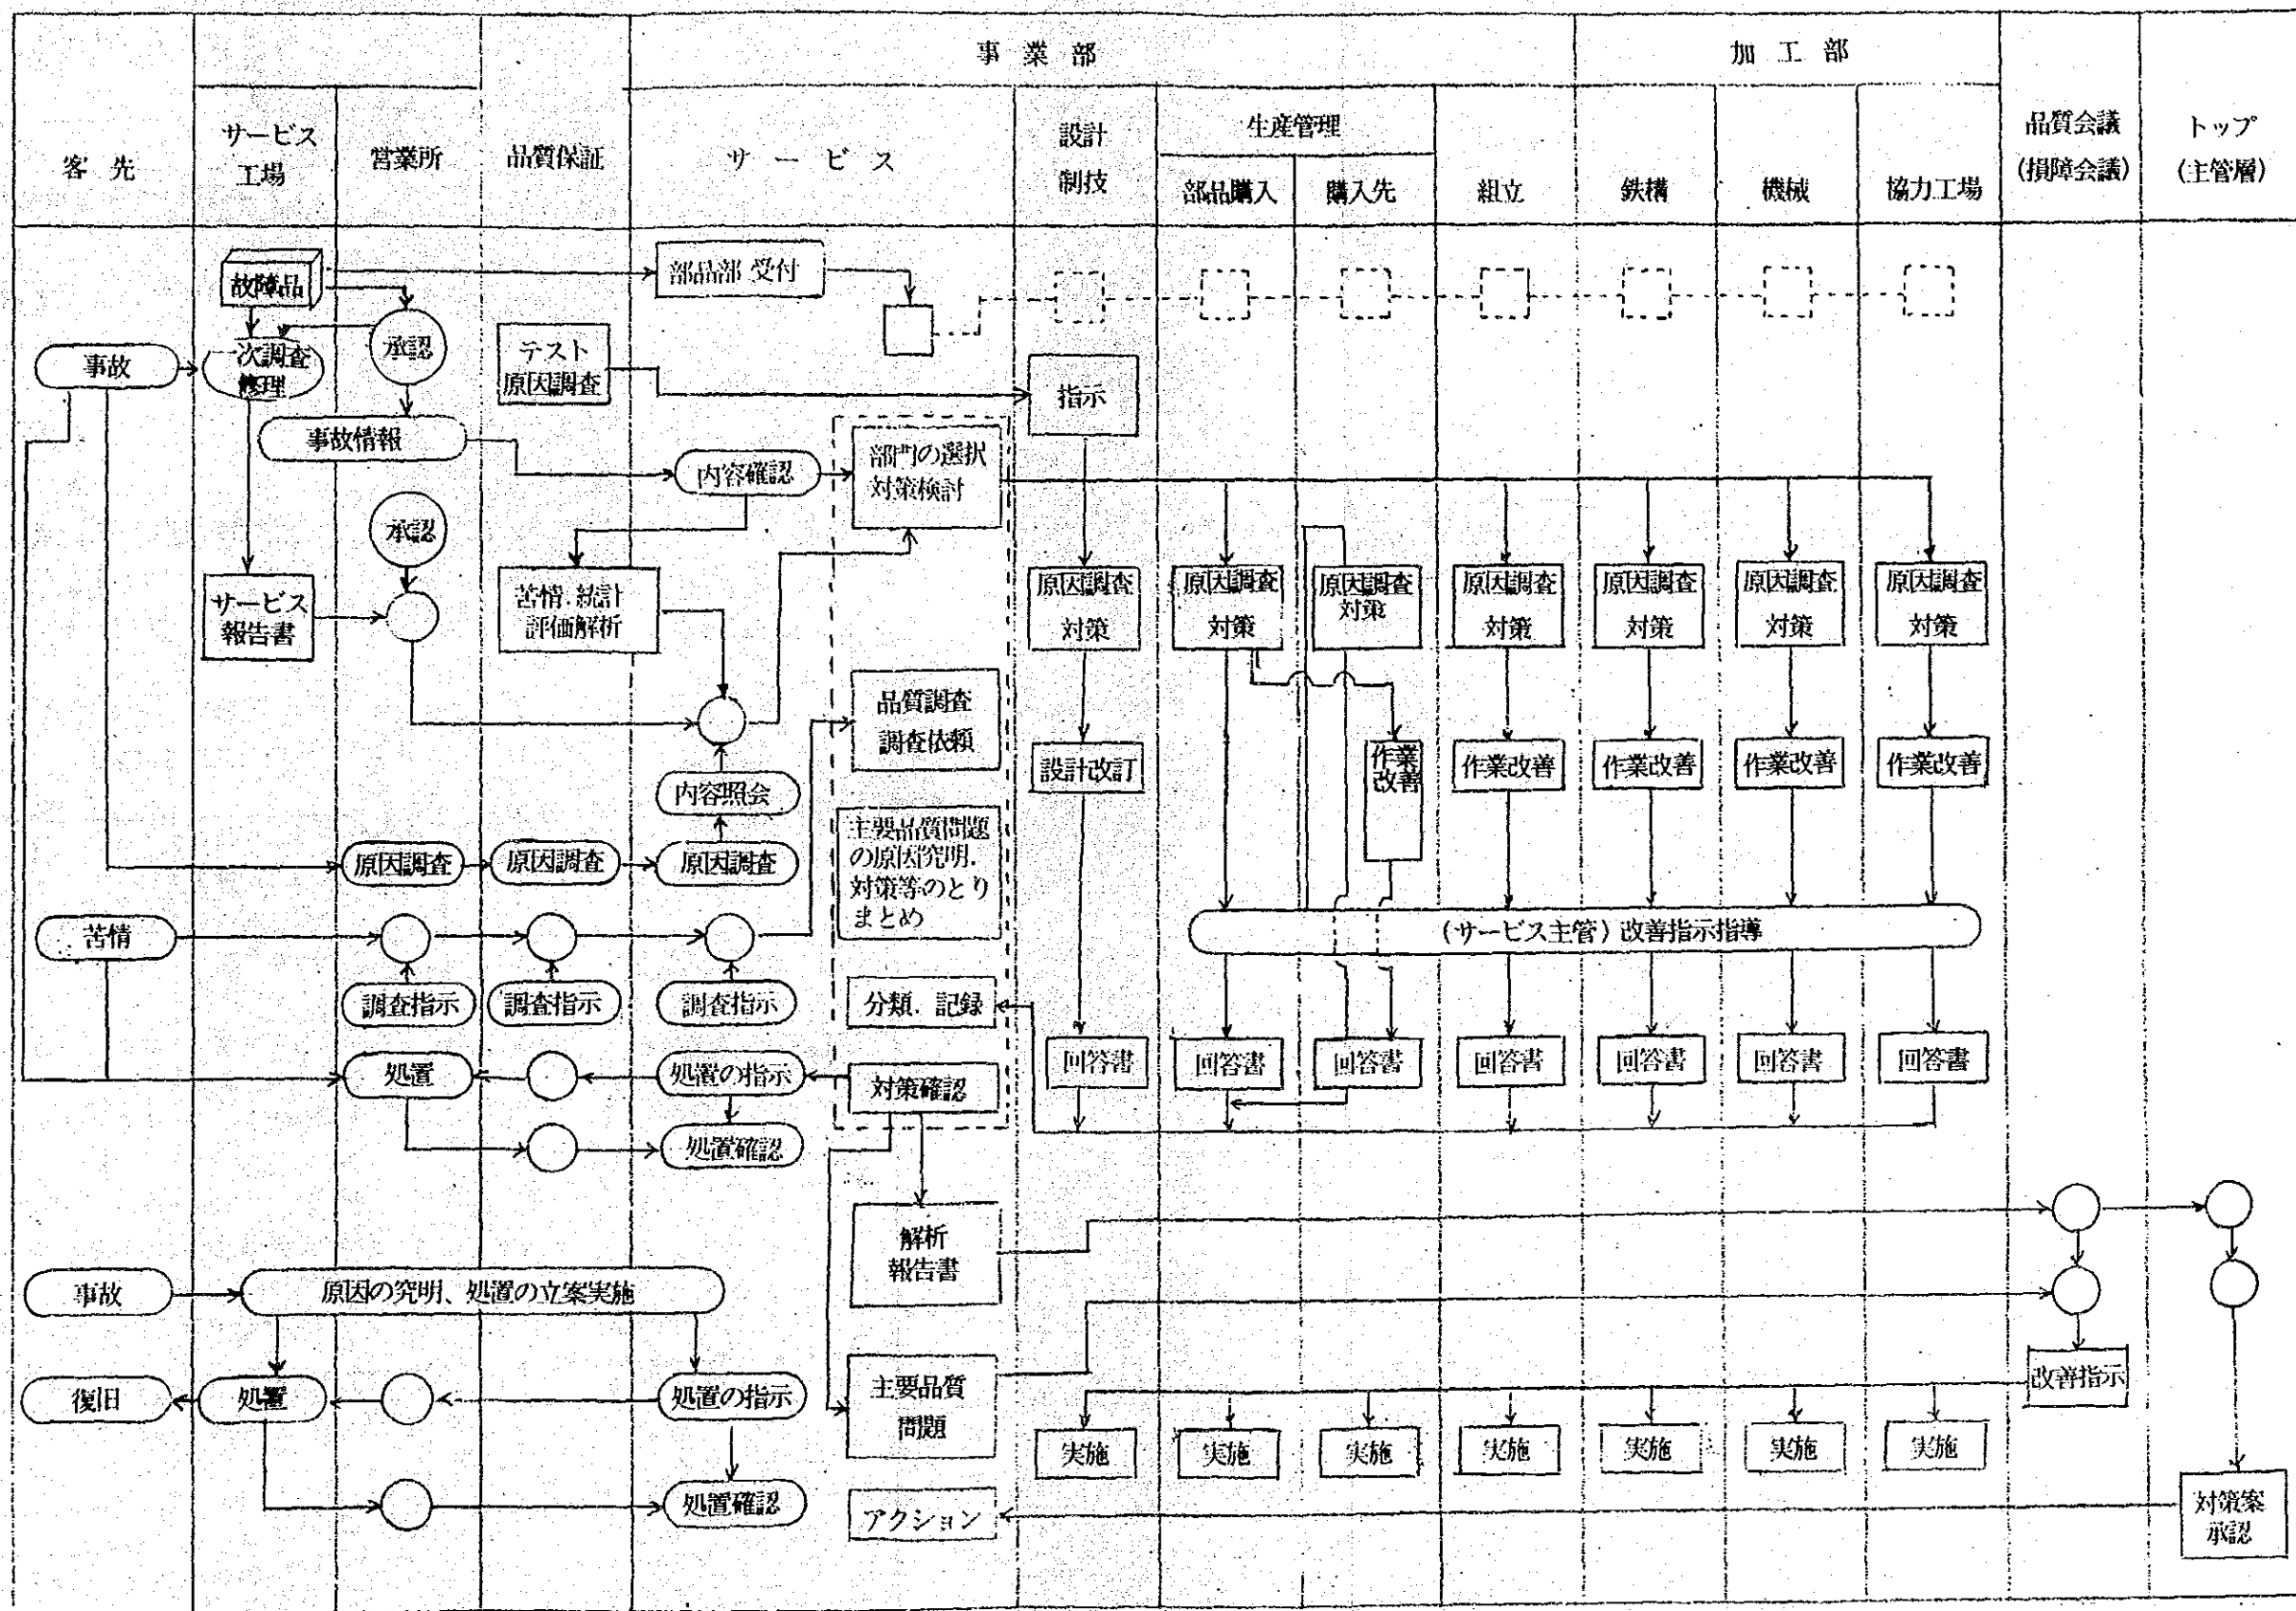 事業部
加工部
客先
サービス
工場
営業所
品質保証
サービス
設計
制技
生産管理
部品購入
購入先
組立
鉄構
機械
協力工場
品質会議
(損障会議)
トップ
(主管層)
故障品
部品部 受付
承認
テスト
原因調査
事故
一次調査
修理
指示
事故情報
内容確認
部門の選択
対策検討
承認
サービス
報告書
苦情.統計
評価解析
原因調査
対策
原因調査
対策
原因調査
対策
原因調査
対策
原因調査
対策
原因調査
対策
原因調査
対策
品質調査
調査依頼
設計改訂
作業
改善
作業改善
作業改善
作業改善
作業改善
内容照会
原因調査
原因調査
原因調査
主要品質問題
の原因究明.
対策等のとり
まとめ
苦情
(サービス主管)改善指示指導
調査指示
調査指示
調査指示
分類.記録
処置
処置の指示
対策確認
回答書
回答書
回答書
回答書
回答書
回答書
回答書
処置確認
解析
報告書
事故
原因の究明、処置の立案実施
復旧
処置
処置の指示
主要品質
問題
改善指示
実施
実施
実施
実施
実施
実施
実施
処置確認
アクション
対策案
承認